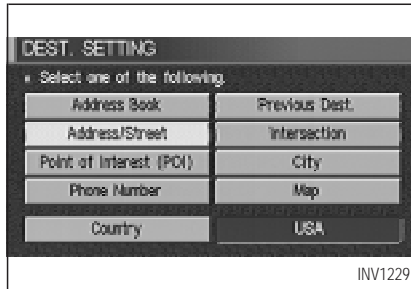 DEST. SETTING
Select one of the following.
Address Book Previous Dest.
Address/Street Intersection
Point of Interest (POI) City
Phone Number Map
Country USA
INV1229